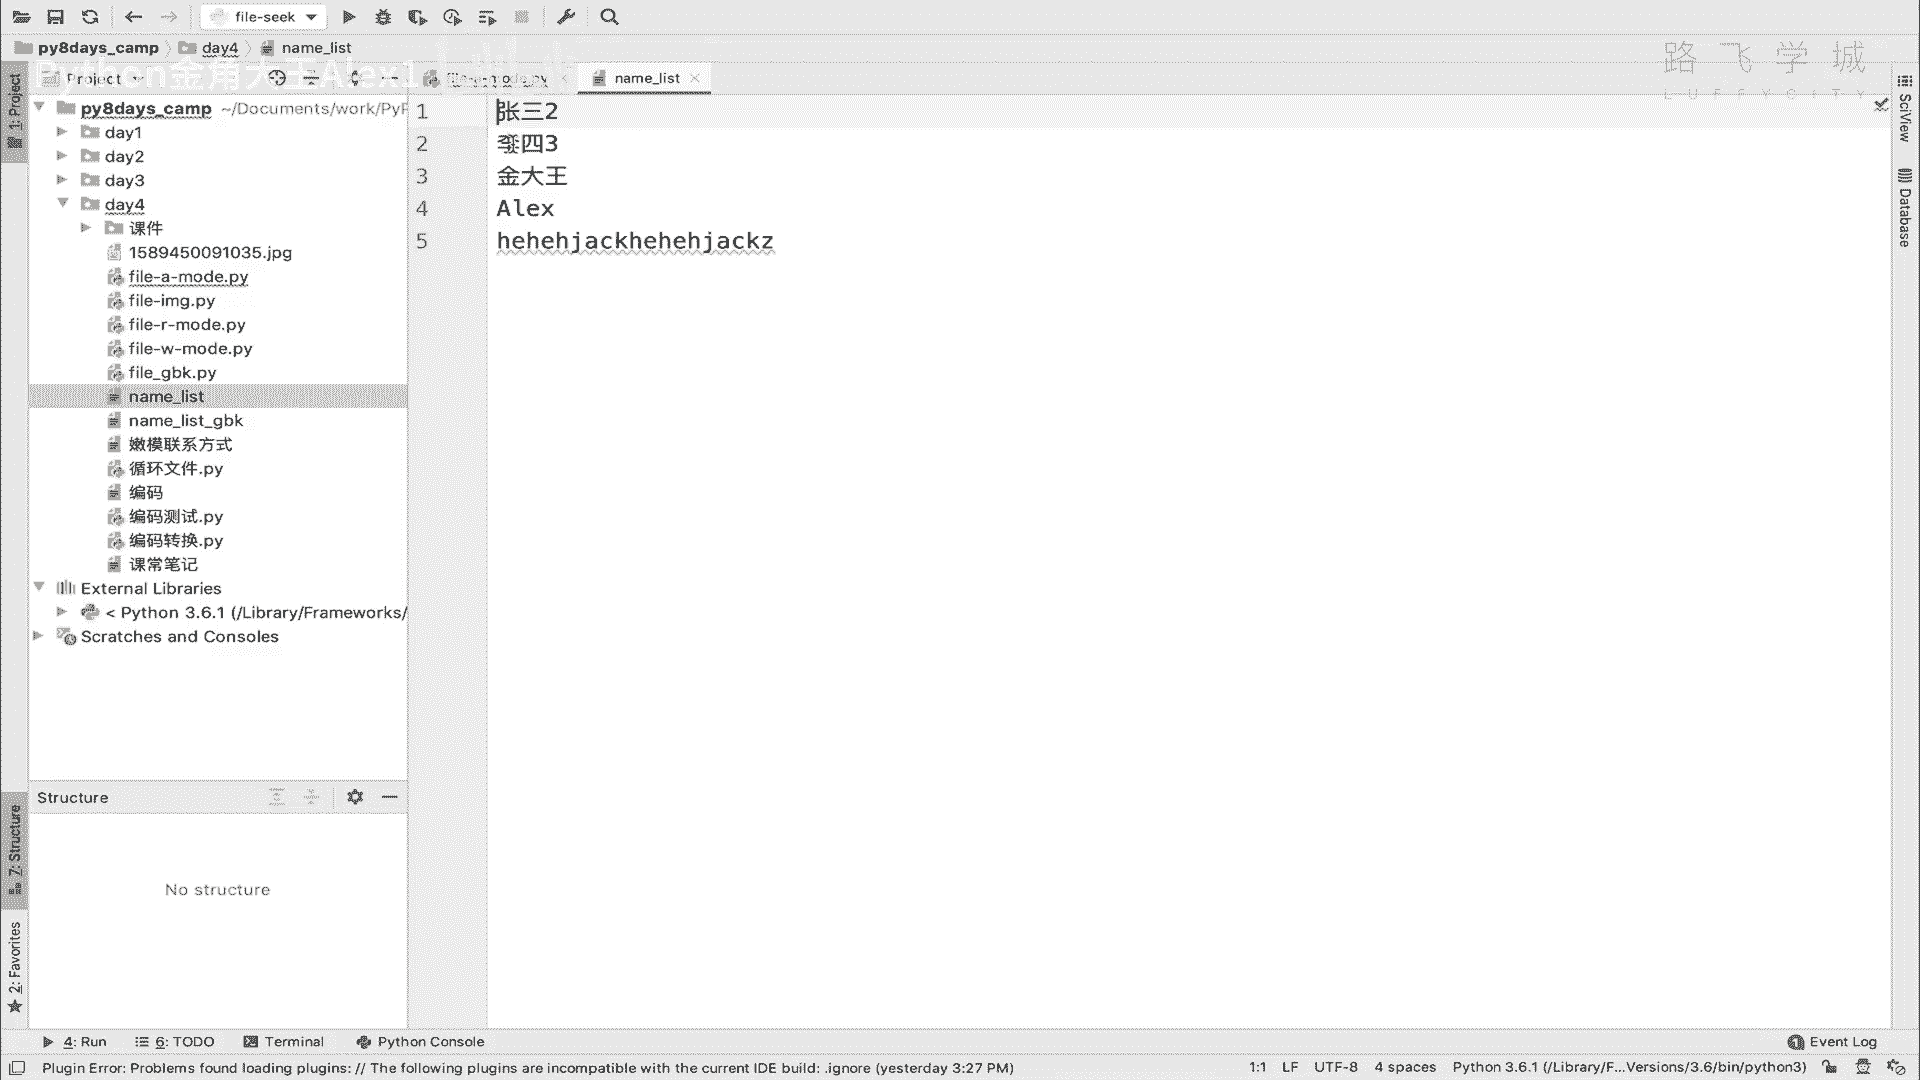 file-seek
py8days_camp
day4
name_list
路飞学城
LUFFYCITY
Python金角大王Alex1
Project
file-a-mode.py
name_list
1: Project
py8days_camp ~/Documents/work/PyP
day1
day2
day3
day4
课件
1589450091035.jpg
file-a-mode.py
file-img.py
file-r-mode.py
file-w-mode.py
file_gbk.py
name_list
name_list_gbk
嫩模联系方式
循环文件.py
编码
编码测试.py
编码转换.py
课常笔记
External Libraries
< Python 3.6.1 (/Library/Frameworks/
Scratches and Consoles
1 张三2
2 李四3
3 金大王
4 Alex
5 hehehjackhehehjackz
SciView
Database
Structure
No structure
7: Structure
2: Favorites
4: Run
6: TODO
Terminal
Python Console
Event Log
Plugin Error: Problems found loading plugins: // The following plugins are incompatible with the current IDE build: .ignore (yesterday 3:27 PM)
1:1 LF UTF-8 4 spaces Python 3.6.1 (/Library/F...Versions/3.6/bin/python3)